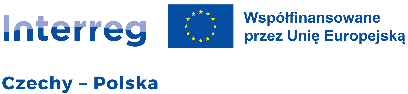 Interreg
Współfinansowane
przez Unię Europejską
Czechy – Polska